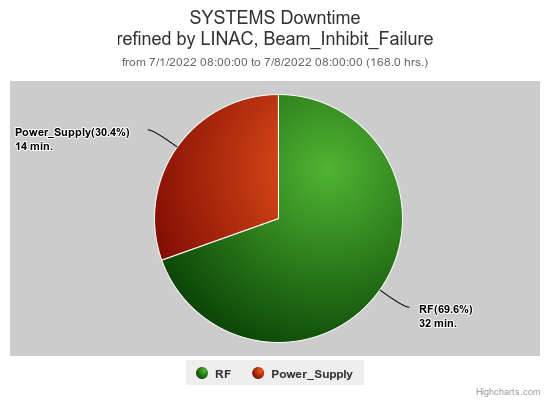 SYSTEMS Downtime
refined by LINAC, Beam_Inhibit_Failure
from 7/1/2022 08:00:00 to 7/8/2022 08:00:00 (168.0 hrs.)
Power_Supply(30.4%)
14 min.
RF(69.6%)
32 min.
RF Power_Supply
Highcharts.com